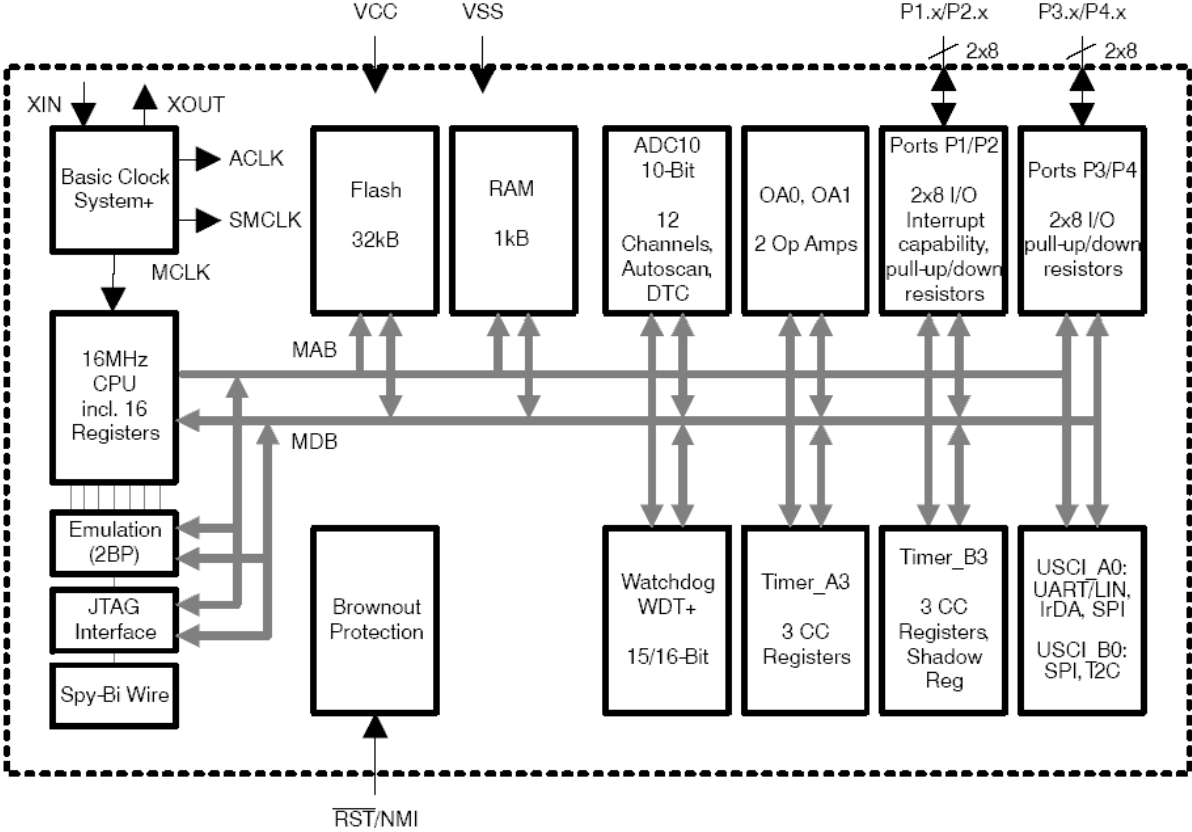 VCC
VSS
P1.x/P2.x
P3.x/P4.x
2x8
2x8
XIN
XOUT
Basic Clock
System+
ACLK
SMCLK
MCLK
Flash
32kB
RAM
1kB
ADC10
10-Bit
12
Channels,
Autoscan,
DTC
OA0, OA1
2 Op Amps
Ports P1/P2
2x8 I/O
Interrupt
capability,
pull-up/down
resistors
Ports P3/P4
2x8 I/O
pull-up/down
resistors
16MHz
CPU
incl. 16
Registers
MAB
MDB
Emulation
(2BP)
JTAG
Interface
Spy-Bi Wire
Brownout
Protection
Watchdog
WDT+
15/16-Bit
Timer_A3
3 CC
Registers
Timer_B3
3 CC
Registers,
Shadow
Reg
USCI_A0:
UART/LIN,
IrDA, SPI
USCI_B0:
SPI, T2C
RST/NMI